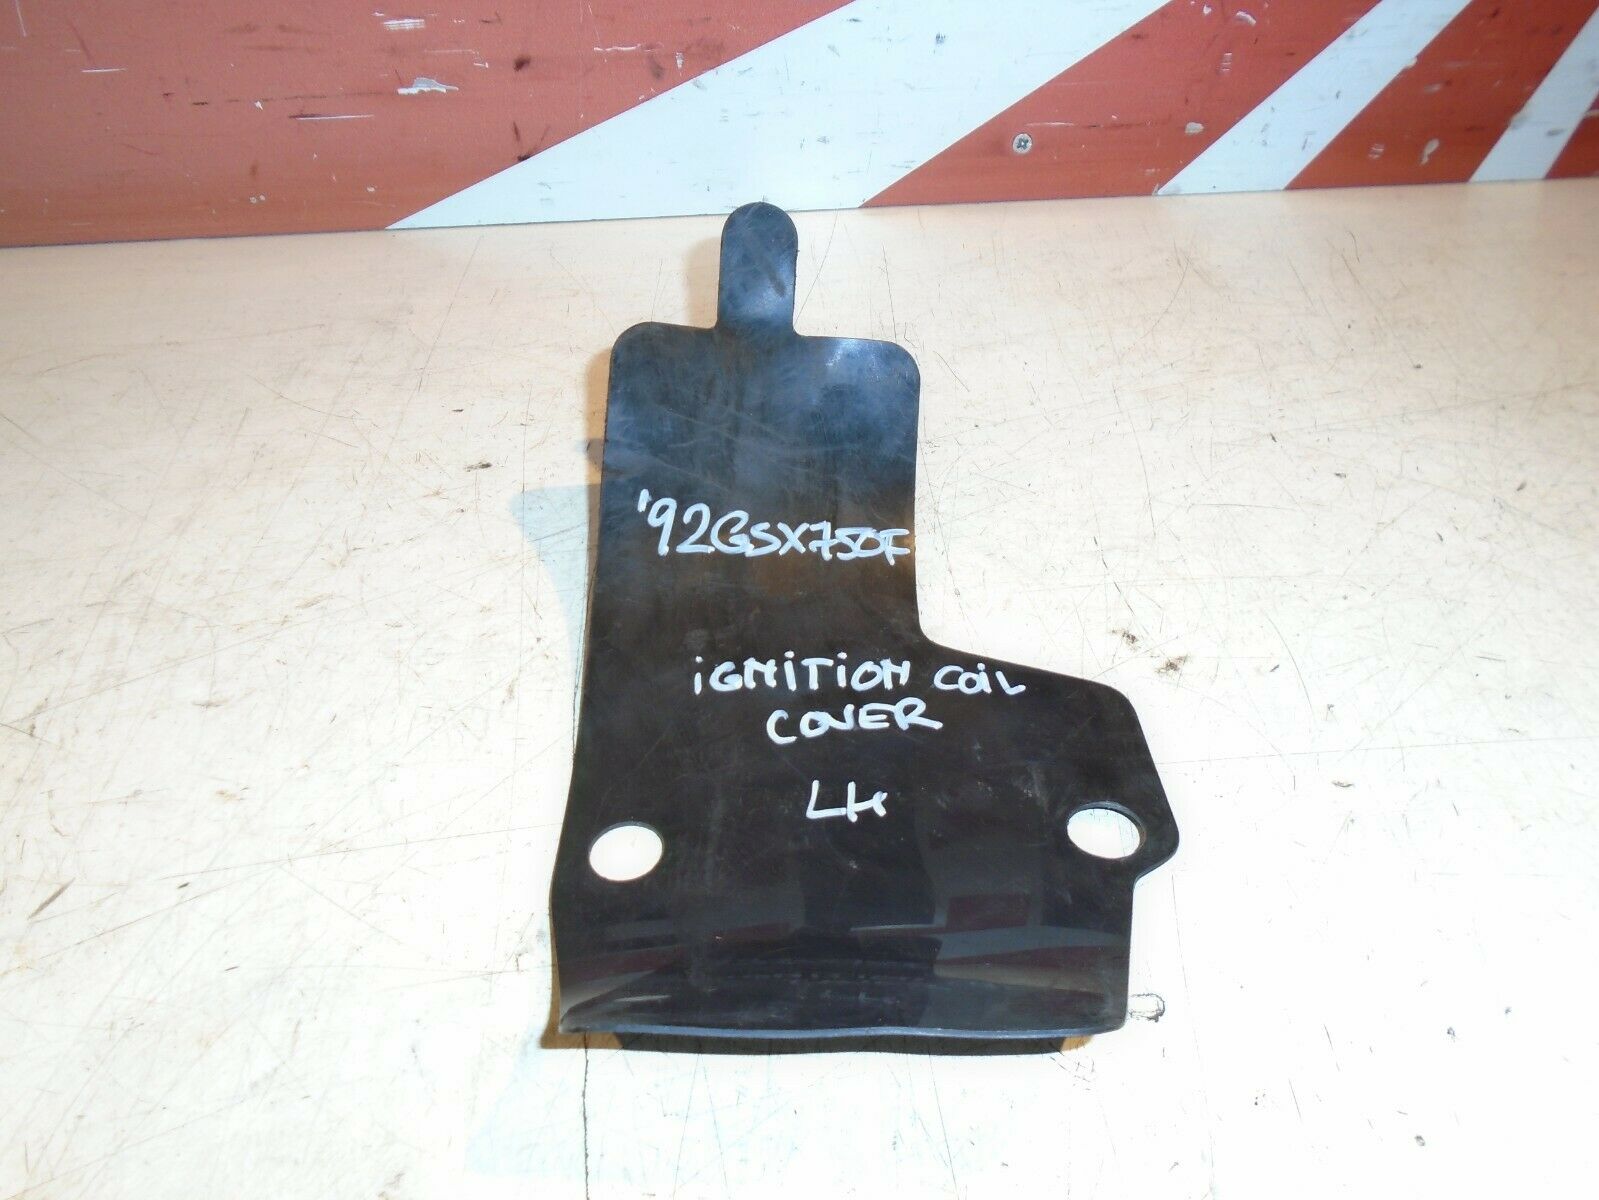 '92GSX750F
iGNiTiON COiL
COVER
LH